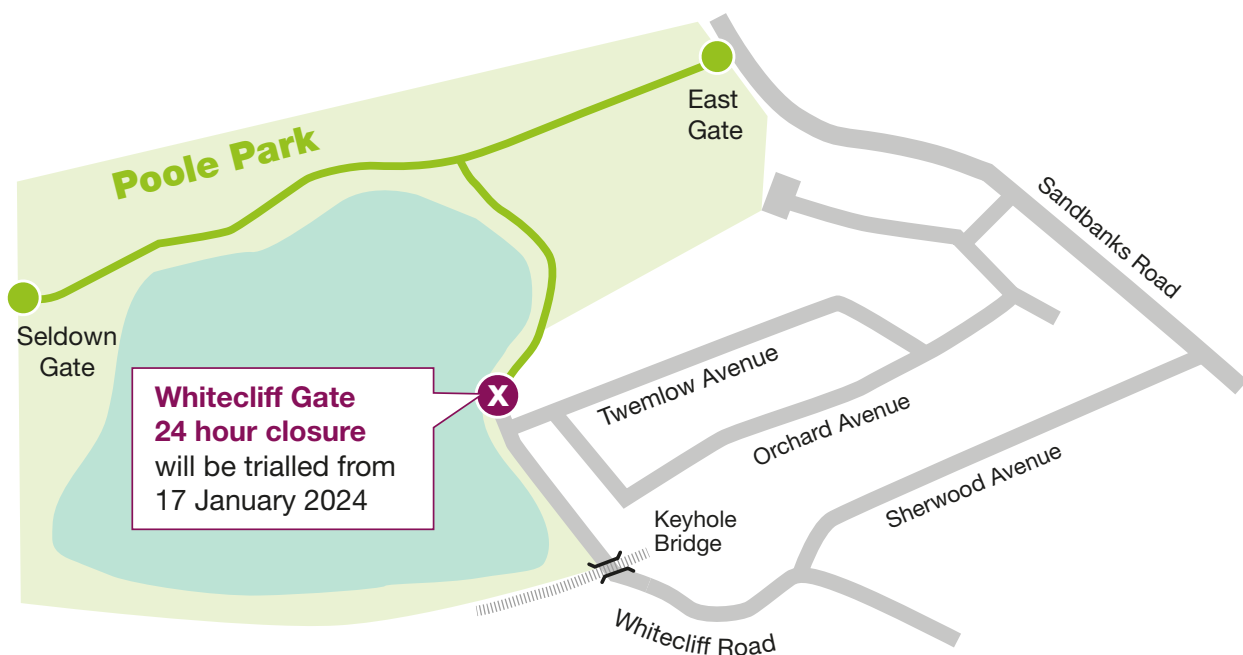 East
Gate
Poole Park
Sandbanks Road
Seldown
Gate
Whitecliff Gate
24 hour closure
will be trialled from
17 January 2024
X
Twemlow Avenue
Orchard Avenue
Sherwood Avenue
Keyhole
Bridge
Whitecliff Road